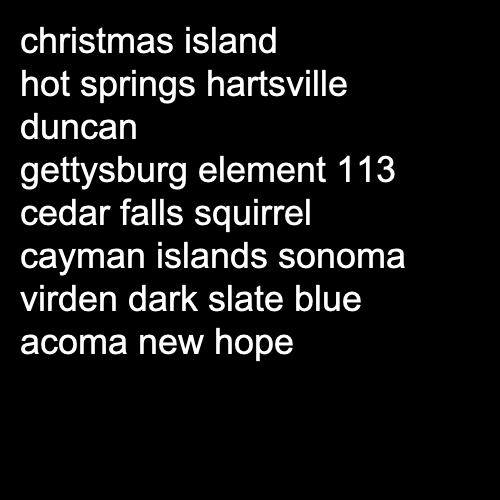 christmas island
hot springs hartsville
duncan
gettysburg element 113
cedar falls squirrel
cayman islands sonoma
virden dark slate blue
acoma new hope